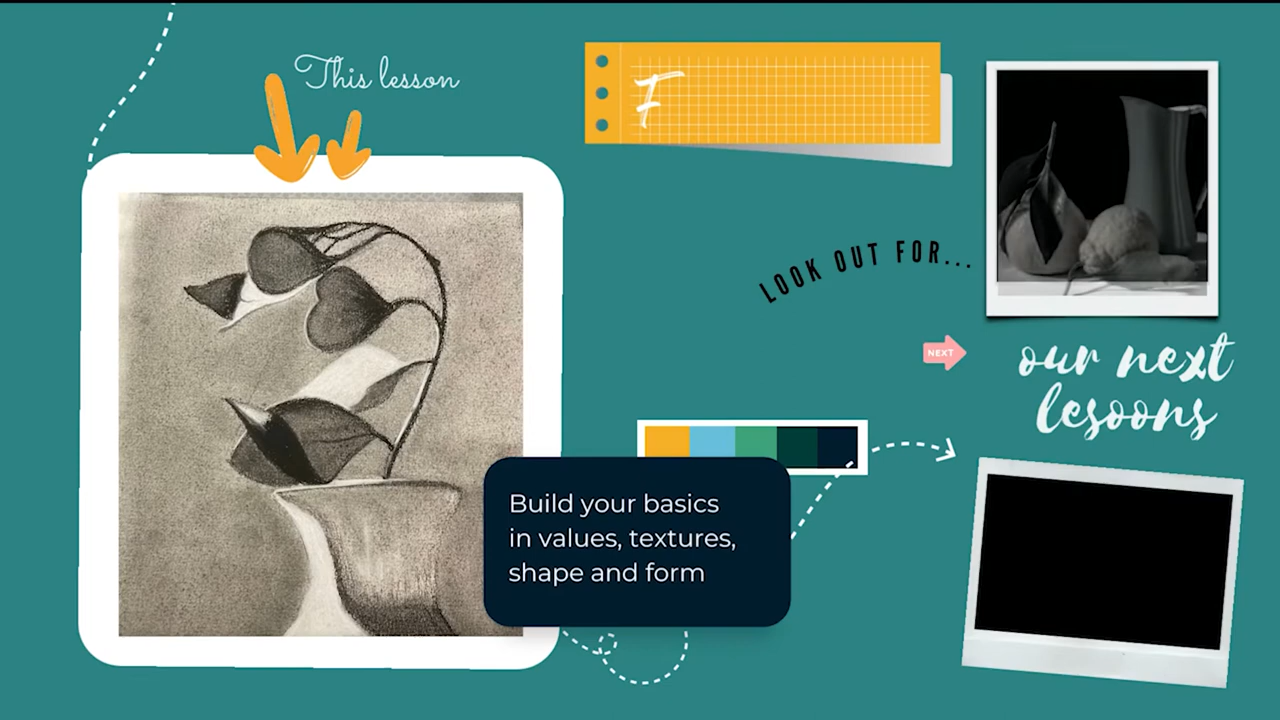 This lesson
F
LOOK OUT FOR...
NEXT
our next
lesoons
Build your basics
in values, textures,
shape and form